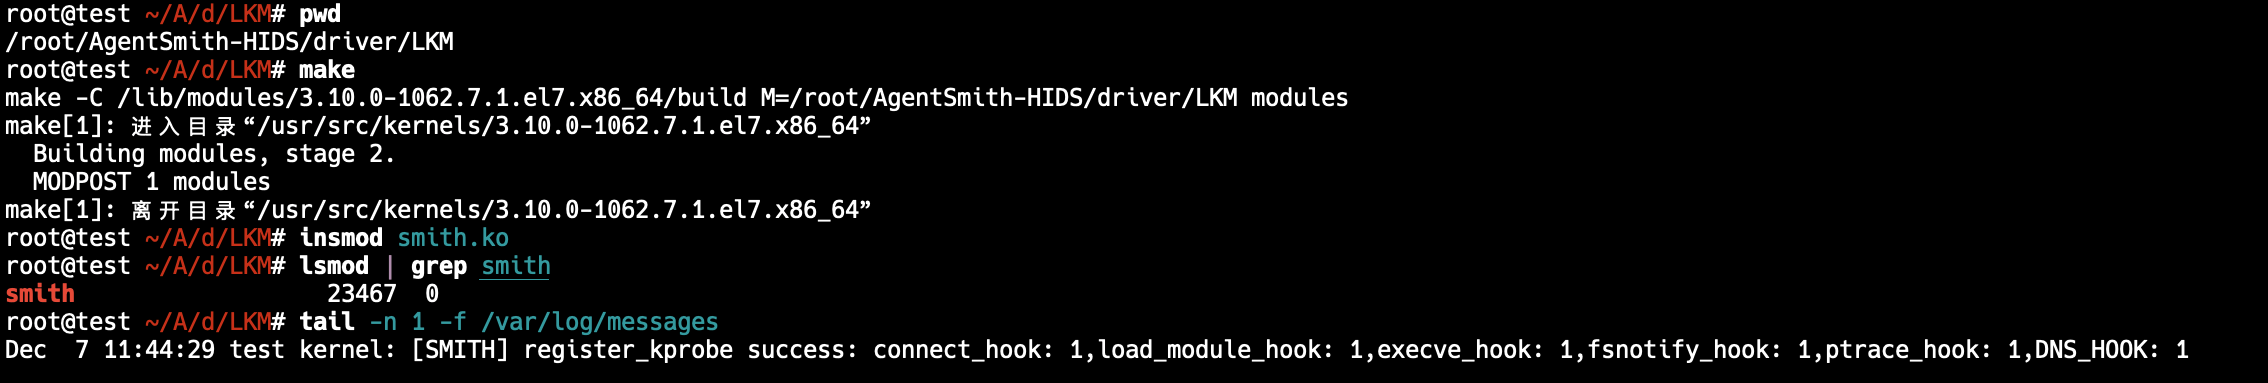 root@test ~/A/d/LKM# pwd
/root/AgentSmith-HIDS/driver/LKM
root@test ~/A/d/LKM# make
make -C /lib/modules/3.10.0-1062.7.1.el7.x86_64/build M=/root/AgentSmith-HIDS/driver/LKM modules
make[1]: 进入目录“/usr/src/kernels/3.10.0-1062.7.1.el7.x86_64”
  Building modules, stage 2.
  MODPOST 1 modules
make[1]: 离开目录“/usr/src/kernels/3.10.0-1062.7.1.el7.x86_64”
root@test ~/A/d/LKM# insmod smith.ko
root@test ~/A/d/LKM# lsmod | grep smith
smith                  23467  0
root@test ~/A/d/LKM# tail -n 1 -f /var/log/messages
Dec  7 11:44:29 test kernel: [SMITH] register_kprobe success: connect_hook: 1,load_module_hook: 1,execve_hook: 1,fsnotify_hook: 1,ptrace_hook: 1,DNS_HOOK: 1